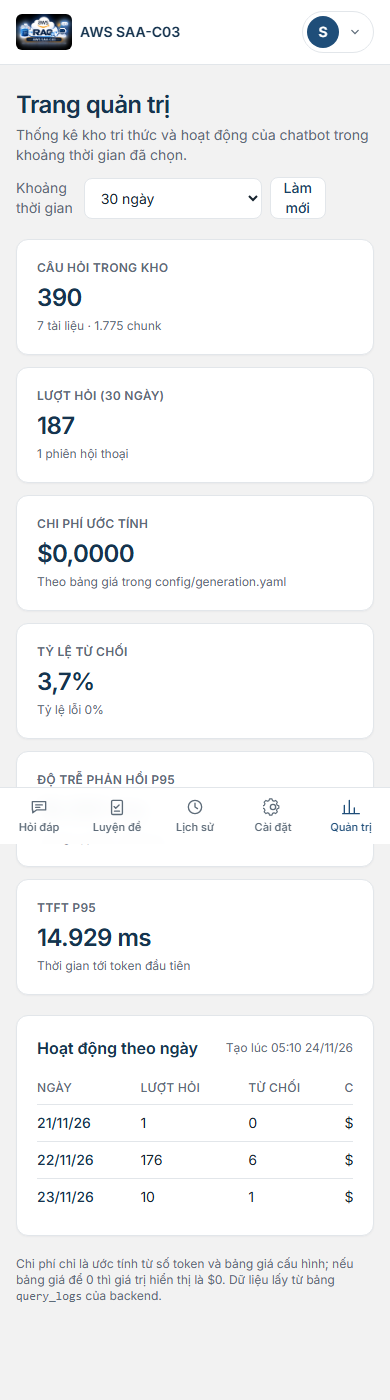 AWS SAA-C03
S
Trang quản trị
Thống kê kho tri thức và hoạt động của chatbot trong
khoảng thời gian đã chọn.
Khoảng
thời gian
30 ngày
Làm
mới
CÂU HỎI TRONG KHO
390
7 tài liệu · 1.775 chunk
LƯỢT HỎI (30 NGÀY)
187
1 phiên hội thoại
CHI PHÍ ƯỚC TÍNH
$0,0000
Theo bảng giá trong config/generation.yaml
TỶ LỆ TỪ CHỐI
3,7%
Tỷ lệ lỗi 0%
ĐỘ TRỄ PHẢN HỒI P95
Hỏi đáp
Luyện đề
Lịch sử
Cài đặt
Quản trị
TTFT P95
14.929 ms
Thời gian tới token đầu tiên
Hoạt động theo ngày
Tạo lúc 05:10 24/11/26
NGÀY LƯỢT HỎI TỪ CHỐI C
21/11/26 1 0 $
22/11/26 176 6 $
23/11/26 10 1 $
Chi phí chỉ là ước tính từ số token và bảng giá cấu hình; nếu
bảng giá để 0 thì giá trị hiển thị là $0. Dữ liệu lấy từ bảng
query_logs của backend.